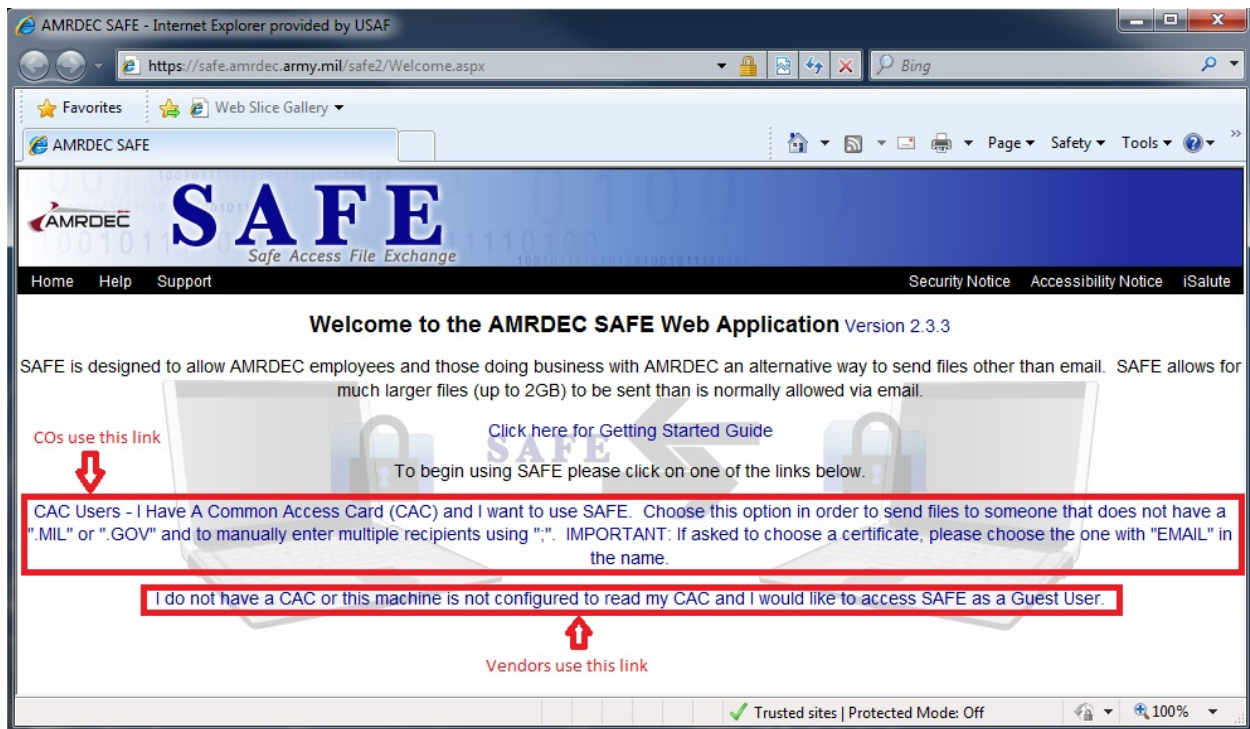 AMRDEC SAFE - Internet Explorer provided by USAF
https://safe.amrdec.army.mil/safe2/Welcome.aspx
Bing
Favorites
Web Slice Gallery
AMRDEC SAFE
Page
Safety
Tools
AMRDEC
SAFE
Safe Access File Exchange
Home Help Support
Security Notice Accessibility Notice iSalute
Welcome to the AMRDEC SAFE Web Application Version 2.3.3
SAFE is designed to allow AMRDEC employees and those doing business with AMRDEC an alternative way to send files other than email. SAFE allows for
much larger files (up to 2GB) to be sent than is normally allowed via email.
COs use this link
Click here for Getting Started Guide
SAFE
To begin using SAFE please click on one of the links below.
CAC Users - I Have A Common Access Card (CAC) and I want to use SAFE. Choose this option in order to send files to someone that does not have a
".MIL" or ".GOV" and to manually enter multiple recipients using ";". IMPORTANT: If asked to choose a certificate, please choose the one with "EMAIL" in
the name.
I do not have a CAC or this machine is not configured to read my CAC and I would like to access SAFE as a Guest User.
Vendors use this link
Trusted sites | Protected Mode: Off
100%